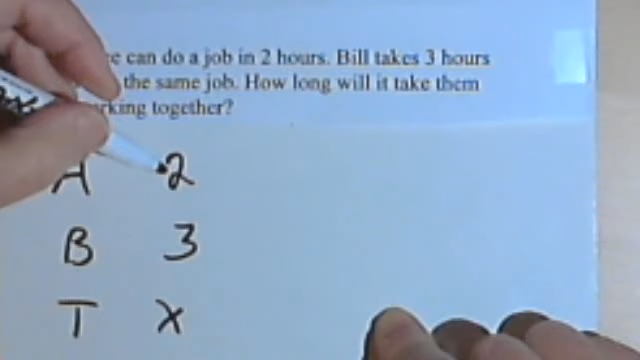 can do a job in 2 hours. Bill takes 3 hours
the same job. How long will it take them
together?
A 2
B 3
T X